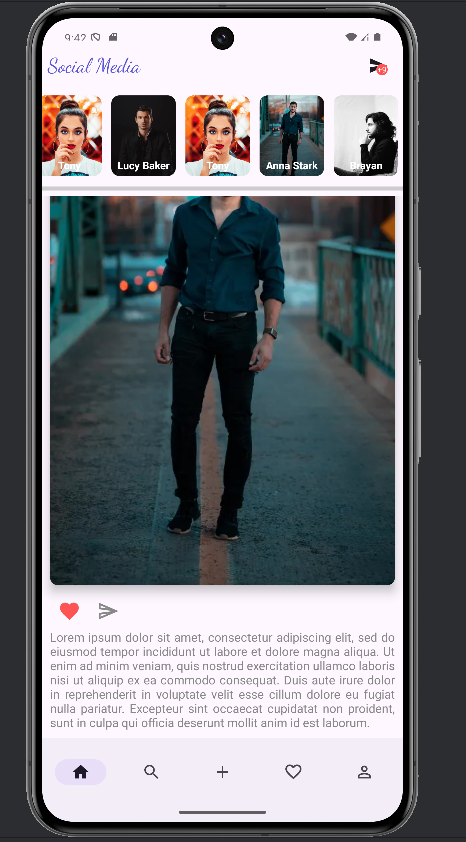 9:42
Social Media
+9
Tony
Lucy Baker
Tony
Anna Stark
Brayan
Lorem ipsum dolor sit amet, consectetur adipiscing elit, sed do
eiusmod tempor incididunt ut labore et dolore magna aliqua. Ut
enim ad minim veniam, quis nostrud exercitation ullamco laboris
nisi ut aliquip ex ea commodo consequat. Duis aute irure dolor
in reprehenderit in voluptate velit esse cillum dolore eu fugiat
nulla pariatur. Excepteur sint occaecat cupidatat non proident,
sunt in culpa qui officia deserunt mollit anim id est laborum.